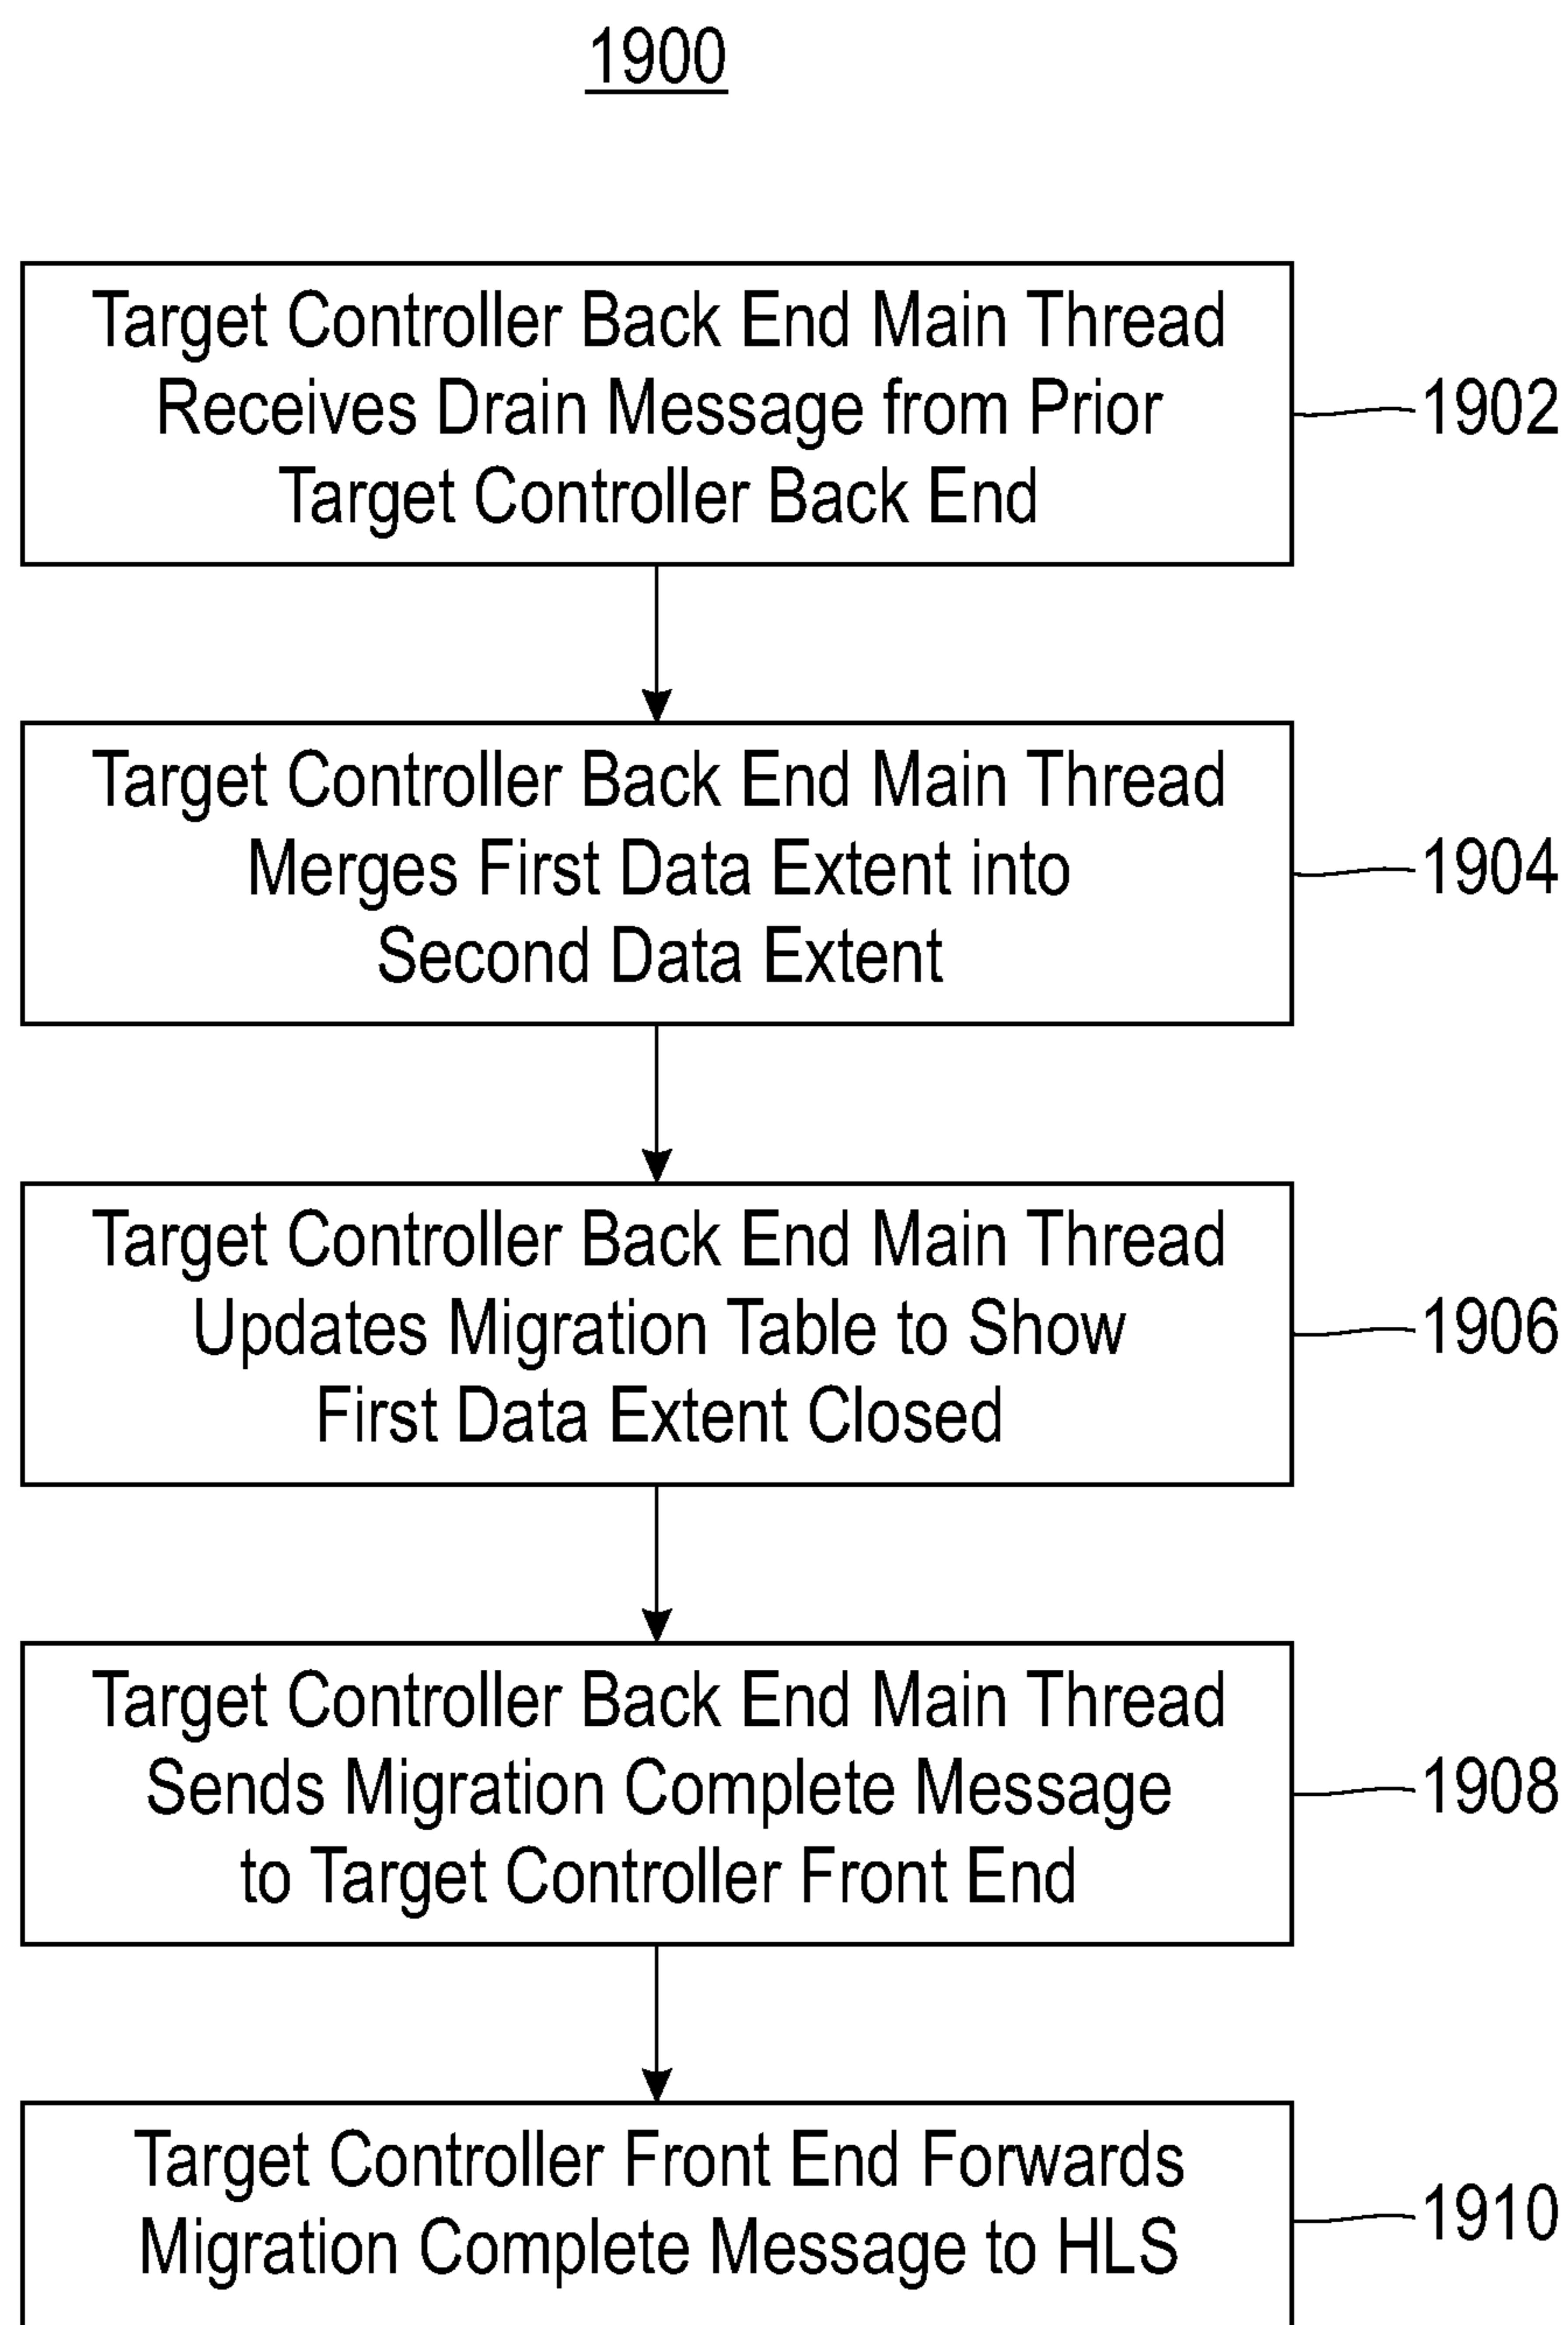 1900
Target Controller Back End Main Thread
Receives Drain Message from Prior
Target Controller Back End
1902
Target Controller Back End Main Thread
Merges First Data Extent into
Second Data Extent
1904
Target Controller Back End Main Thread
Updates Migration Table to Show
First Data Extent Closed
1906
Target Controller Back End Main Thread
Sends Migration Complete Message
to Target Controller Front End
1908
Target Controller Front End Forwards
Migration Complete Message to HLS
1910